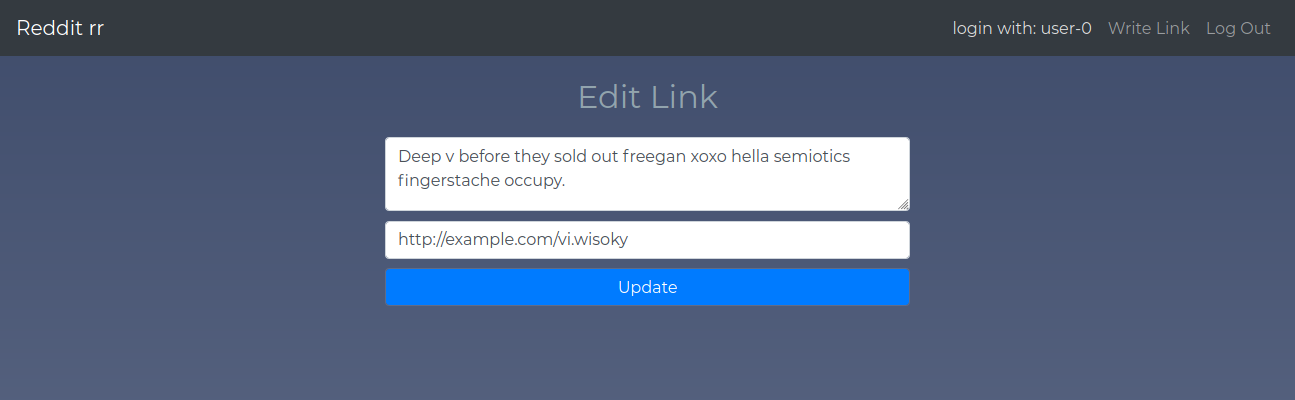 Reddit rr
login with: user-0 Write Link Log Out
Edit Link
Deep v before they sold out freegan xoxo hella semiotics
fingerstache occupy.
http://example.com/vi.wisoky
Update